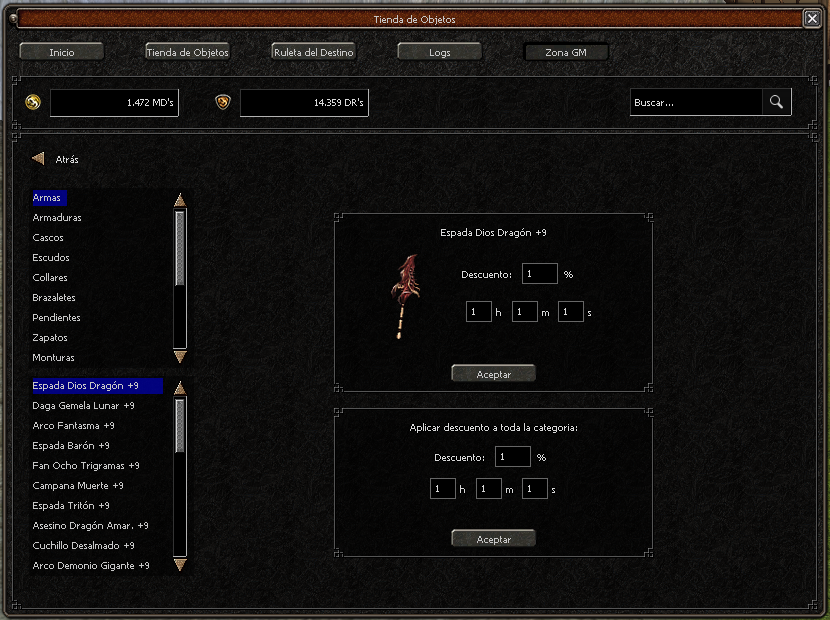 Tienda de Objetos
Inicio
Tienda de Objetos
Ruleta del Destino
Logs
Zona GM
1.472 MD's
14.359 DR's
Buscar...
Atrás
Armas
Armaduras
Cascos
Escudos
Collares
Brazaletes
Pendientes
Zapatos
Monturas
Espada Dios Dragón +9
Daga Gemela Lunar +9
Arco Fantasma +9
Espada Barón +9
Fan Ocho Trigramas +9
Campana Muerte +9
Espada Tritón +9
Asesino Dragón Amar. +9
Cuchillo Desalmado +9
Arco Demonio Gigante +9
Espada Dios Dragón +9
Descuento: 1 %
1 h 1 m 1 s
Aceptar
Aplicar descuento a toda la categoria:
Descuento: 1 %
1 h 1 m 1 s
Aceptar